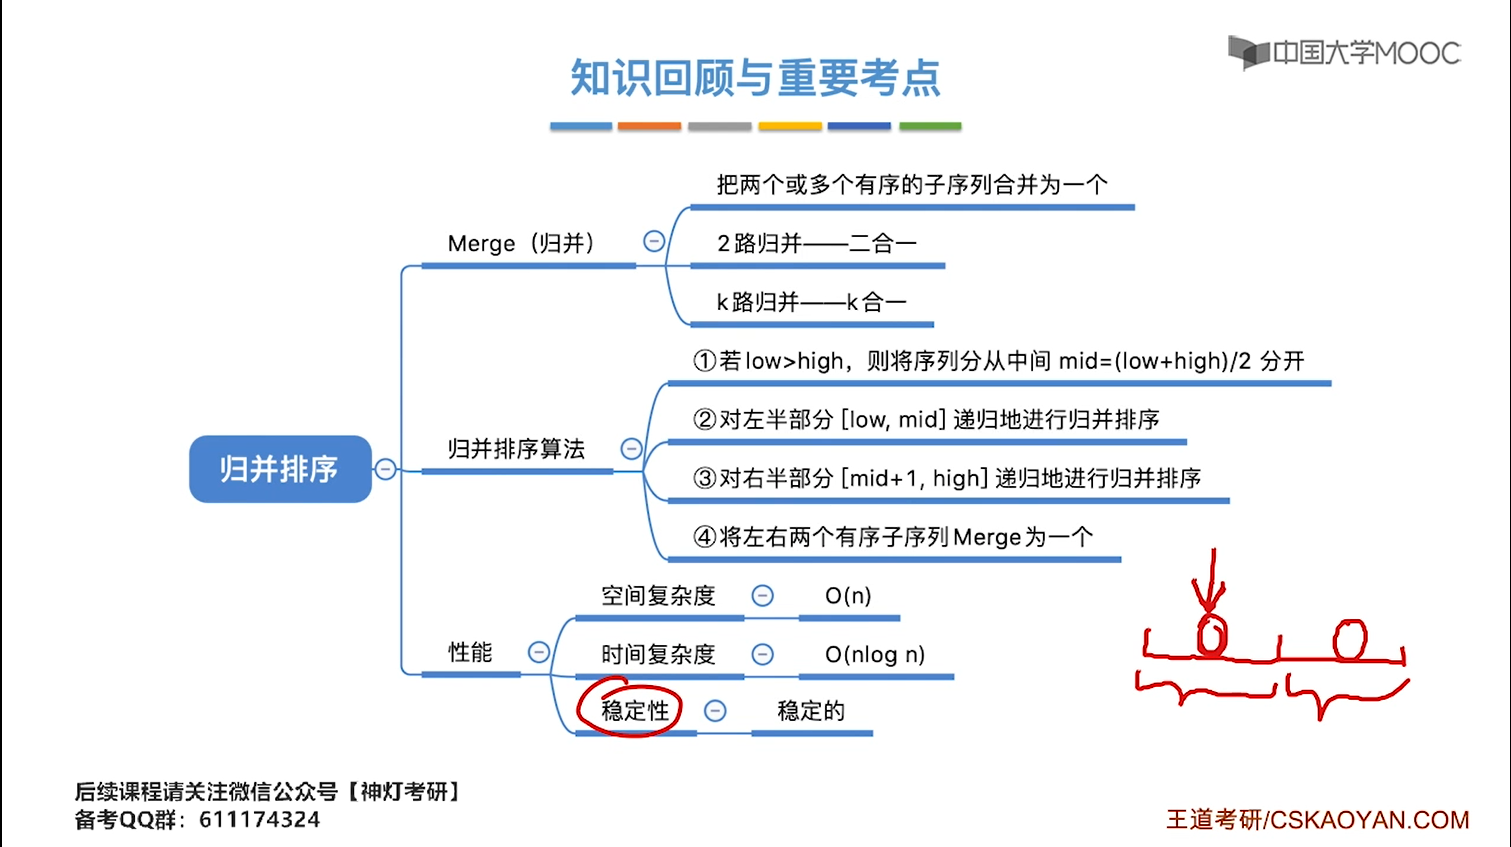 中国大学MOOC
知识回顾与重要考点
把两个或多个有序的子序列合并为一个
Merge（归并）
2路归并——二合一
k路归并——k合一
①若low>high，则将序列分从中间 mid=(low+high)/2 分开
②对左半部分 [low, mid] 递归地进行归并排序
归并排序算法
归并排序
③对右半部分 [mid+1, high] 递归地进行归并排序
④将左右两个有序子序列Merge为一个
空间复杂度
O(n)
性能
时间复杂度
O(nlog n)
稳定性
稳定的
后续课程请关注微信公众号【神灯考研】
备考QQ群：611174324
王道考研/CSKAOYAN.COM